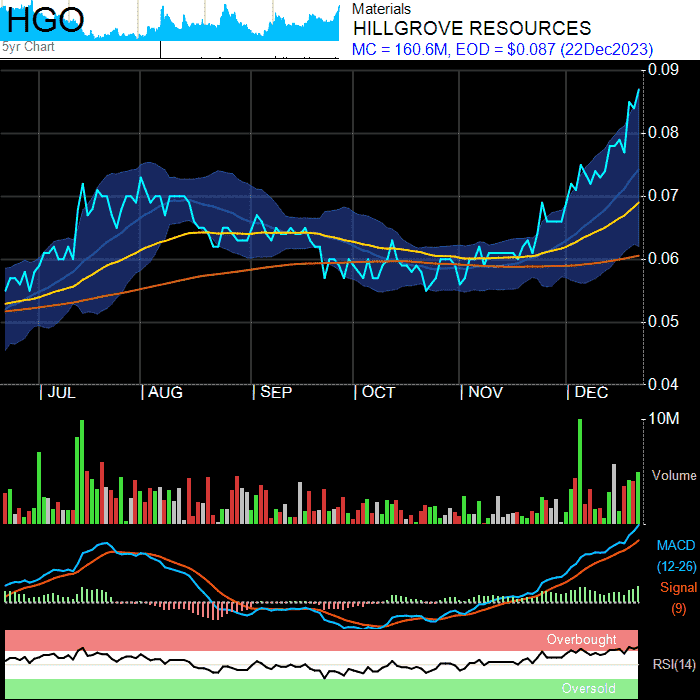 HGO
5yr Chart
Materials
HILLGROVE RESOURCES
MC = 160.6M, EOD = $0.087 (22Dec2023)
0.09
0.08
0.07
0.06
0.05
0.04
| JUL | AUG | SEP | OCT | NOV | DEC
10M
Volume
MACD
(12-26)
Signal
(9)
Overbought
RSI(14)
Oversold